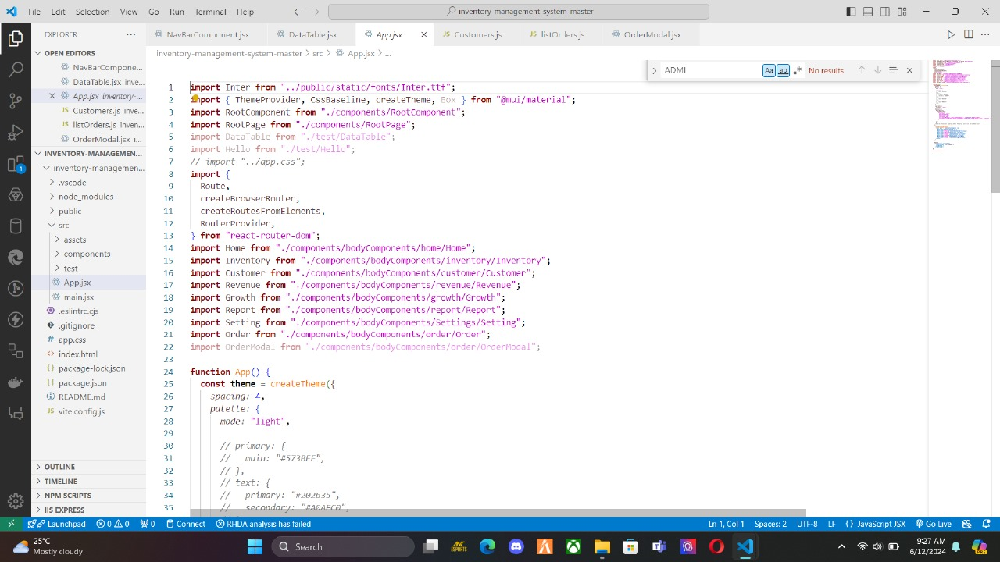 File Edit Selection View Go Run Terminal Help
inventory-management-system-master
EXPLORER
OPEN EDITORS
NavBarCompone...
DataTable.jsx inve...
App.jsx inventory-...
Customers.js inven...
listOrders.js inven...
OrderModal.jsx i...
INVENTORY-MANAGEMEN...
inventory-managemen...
.vscode
node_modules
public
src
assets
components
test
App.jsx
main.jsx
.eslintrc.cjs
.gitignore
app.css
index.html
package-lock.json
package.json
README.md
vite.config.js
OUTLINE
TIMELINE
NPM SCRIPTS
IIS EXPRESS
1
NavBarComponent.jsx DataTable.jsx App.jsx Customers.js listOrders.js OrderModal.jsx
inventory-management-system-master > src > App.jsx > ...
ADMI Aa ab No results
1 import Inter from "../public/static/fonts/Inter.ttf";
2 import { ThemeProvider, CssBaseline, createTheme, Box } from "@mui/material";
3 import RootComponent from "./components/RootComponent";
4 import RootPage from "./components/RootPage";
5 import DataTable from "./test/DataTable";
6 import Hello from "./test/Hello";
7 // import "../app.css";
8 import {
9 Route,
10 createBrowserRouter,
11 createRoutesFromElements,
12 RouterProvider,
13 } from "react-router-dom";
14 import Home from "./components/bodyComponents/home/Home";
15 import Inventory from "./components/bodyComponents/inventory/Inventory";
16 import Customer from "./components/bodyComponents/customer/Customer";
17 import Revenue from "./components/bodyComponents/revenue/Revenue";
18 import Growth from "./components/bodyComponents/growth/Growth";
19 import Report from "./components/bodyComponents/report/Report";
20 import Setting from "./components/bodyComponents/Settings/Setting";
21 import Order from "./components/bodyComponents/order/Order";
22 import OrderModal from "./components/bodyComponents/order/OrderModal";
23
24 function App() {
25 const theme = createTheme({
26 spacing: 4,
27 palette: {
28 mode: "light",
29
30 // primary: {
31 // main: "#573BFE",
32 // },
33 // text: {
34 // primary: "#202635",
35 // secondary: "#A0AEC0",
Launchpad 0 0 0 Connect RHDA analysis has failed Ln 1, Col 1 Spaces: 2 UTF-8 LF {} JavaScript JSX Go Live
25°C
Mostly cloudy
Search
ANT ESPORTS
9:27 AM
6/12/2024
PRE